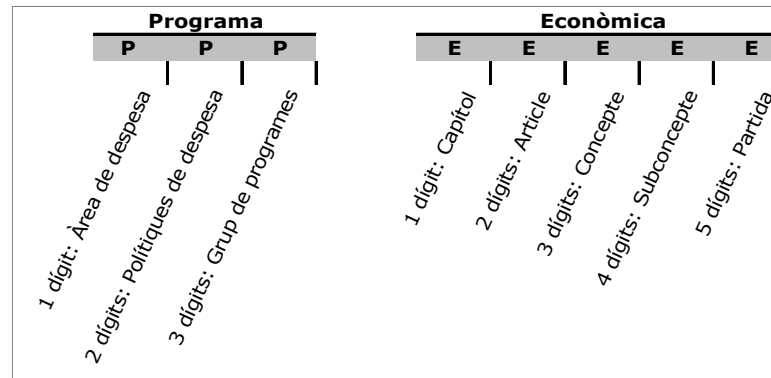 Programa Econòmica
P P P E E E E E
1 dígit: Àrea de despesa
2 dígits: Polítiques de despesa
3 dígits: Grup de programes
1 dígit: Capítol
2 dígits: Article
3 dígits: Concepte
4 dígits: Subconcepte
5 dígits: Partida